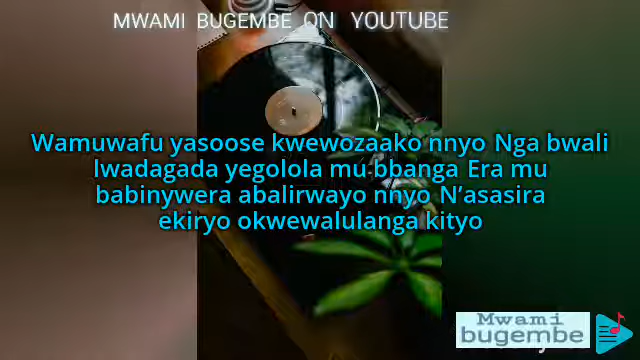 MWAMI BUGEMBE ON YOUTUBE
Wamuwafu yasoose kwewozaako nnyo Nga bwali
lwadagada yegolola mu bbanga Era mu
babinywera abalirwayo nnyo N’asasira
ekiryo okwewalulanga kityo
Mwami
bugembe